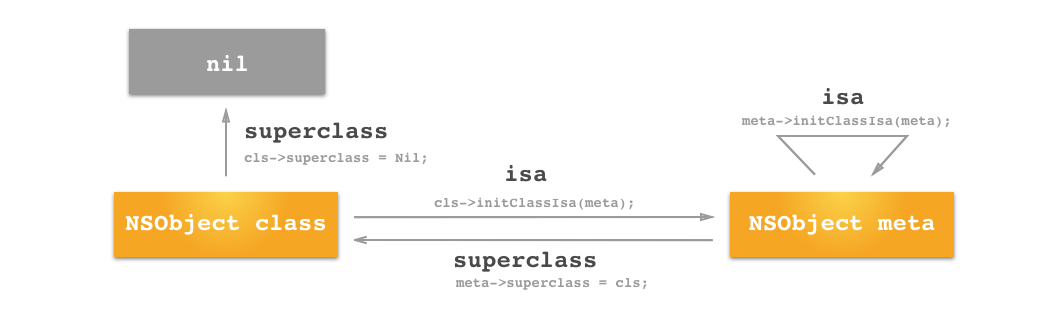 nil
isa
meta->initClassIsa(meta);
superclass
cls->superclass = Nil;
isa
cls->initClassIsa(meta);
NSObject class
NSObject meta
superclass
meta->superclass = cls;